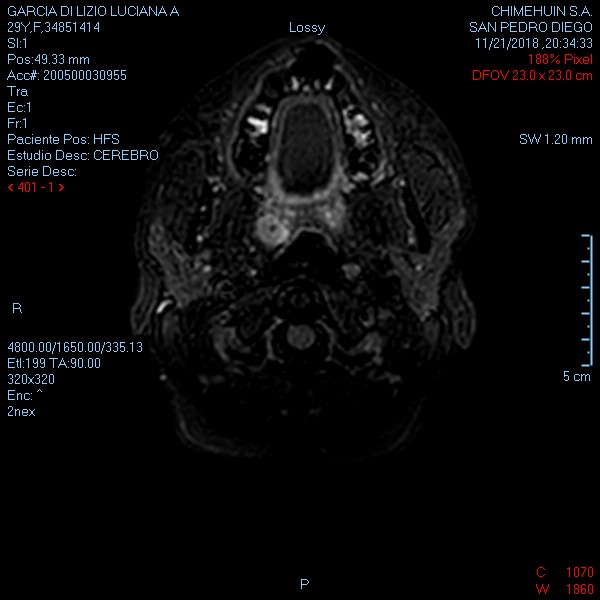 GARCIA DI LIZIO LUCIANA A
29Y,F,34851414
Sl:1
Pos:49.33 mm
Acc#: 200500030955
Tra
Ec:1
Fr:1
Paciente Pos: HFS
Estudio Desc: CEREBRO
Serie Desc:
< 401 - 1 >
Lossy
CHIMEHUIN S.A.
SAN PEDRO DIEGO
11/21/2018 ,20:34:33
188% Pixel
DFOV 23.0 x 23.0 cm
SW 1.20 mm
R
4800.00/1650.00/335.13
Etl:199 TA:90.00
320x320
Enc: ^
2nex
5 cm
P
C 1070
W 1860